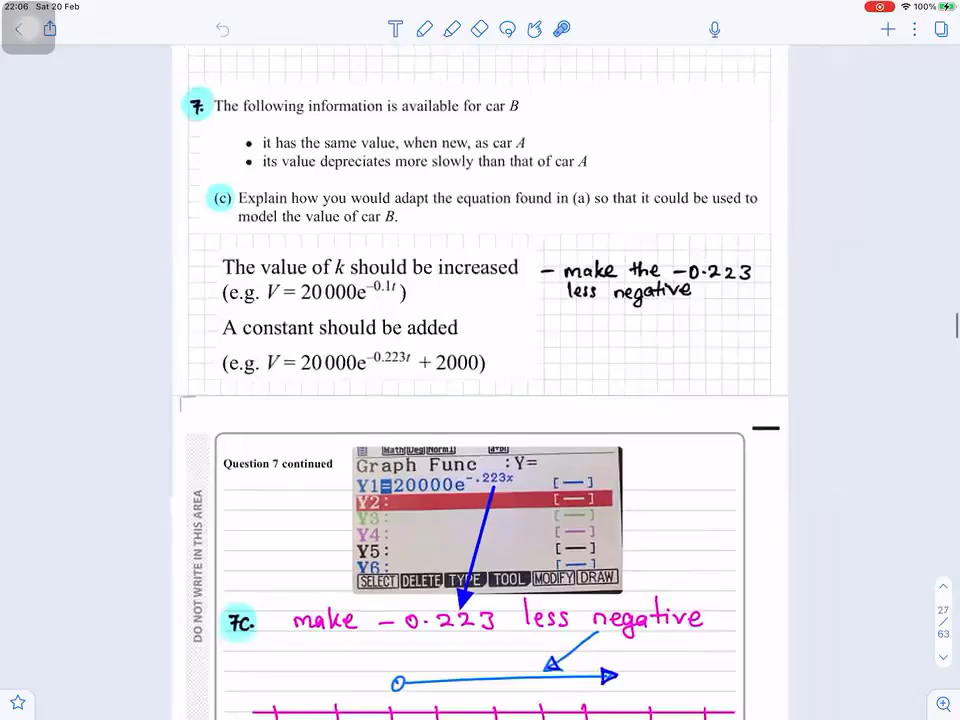 22:06 Sat 20 Feb
100%
7. The following information is available for car B
• it has the same value, when new, as car A
• its value depreciates more slowly than that of car A
(c) Explain how you would adapt the equation found in (a) so that it could be used to
model the value of car B.
The value of k should be increased
(e.g. V = 20 000e^–0.1t )
A constant should be added
(e.g. V = 20 000e^–0.223t + 2000)
– make the –0.223
less negative
Question 7 continued
DO NOT WRITE IN THIS AREA
Math Deg Norm1 d/c Real
Graph Func :Y=
Y1=20000e^-.223x [—]
Y2: [—]
Y3: [—]
Y4: [—]
Y5: [—]
Y6: [—]
SELECT DELETE TYPE TOOL MODIFY DRAW
7c. make – 0.223 less negative
27
/
63